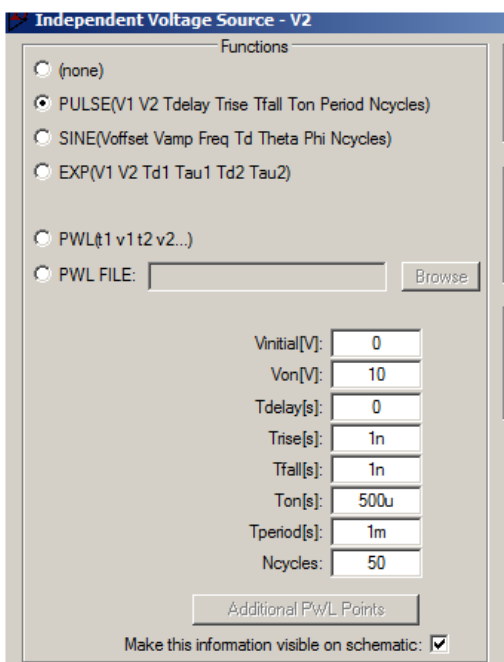 Independent Voltage Source - V2
Functions
(none)
PULSE(V1 V2 Tdelay Trise Tfall Ton Period Ncycles)
SINE(Voffset Vamp Freq Td Theta Phi Ncycles)
EXP(V1 V2 Td1 Tau1 Td2 Tau2)
PWL(t1 v1 t2 v2...)
PWL FILE: Browse
Vinitial[V]: 0
Von[V]: 10
Tdelay[s]: 0
Trise[s]: 1n
Tfall[s]: 1n
Ton[s]: 500u
Tperiod[s]: 1m
Ncycles: 50
Additional PWL Points
Make this information visible on schematic: